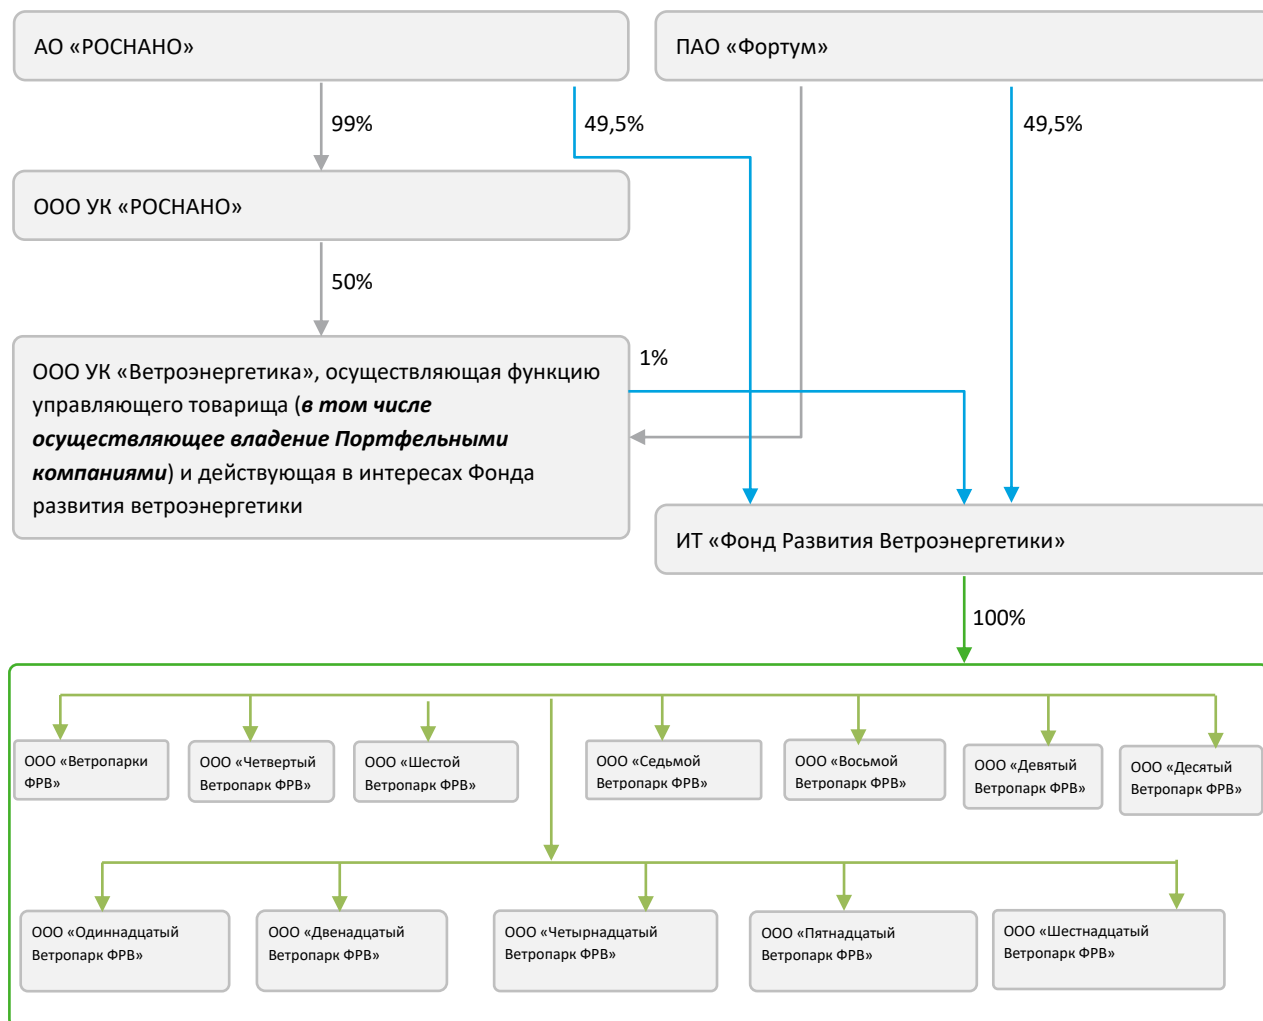 АО «РОСНАНО»
ПАО «Фортум»
99%
49,5%
49,5%
ООО УК «РОСНАНО»
50%
ООО УК «Ветроэнергетика», осуществляющая функцию
управляющего товарища (в том числе
осуществляющее владение Портфельными
компаниями) и действующая в интересах Фонда
развития ветроэнергетики
1%
ИТ «Фонд Развития Ветроэнергетики»
100%
ООО «Ветропарки
ФРВ»
ООО «Четвертый
Ветропарк ФРВ»
ООО «Шестой
Ветропарк ФРВ»
ООО «Седьмой
Ветропарк ФРВ»
ООО «Восьмой
Ветропарк ФРВ»
ООО «Девятый
Ветропарк ФРВ»
ООО «Десятый
Ветропарк ФРВ»
ООО «Одиннадцатый
Ветропарк ФРВ»
ООО «Двенадцатый
Ветропарк ФРВ»
ООО «Четырнадцатый
Ветропарк ФРВ»
ООО «Пятнадцатый
Ветропарк ФРВ»
ООО «Шестнадцатый
Ветропарк ФРВ»